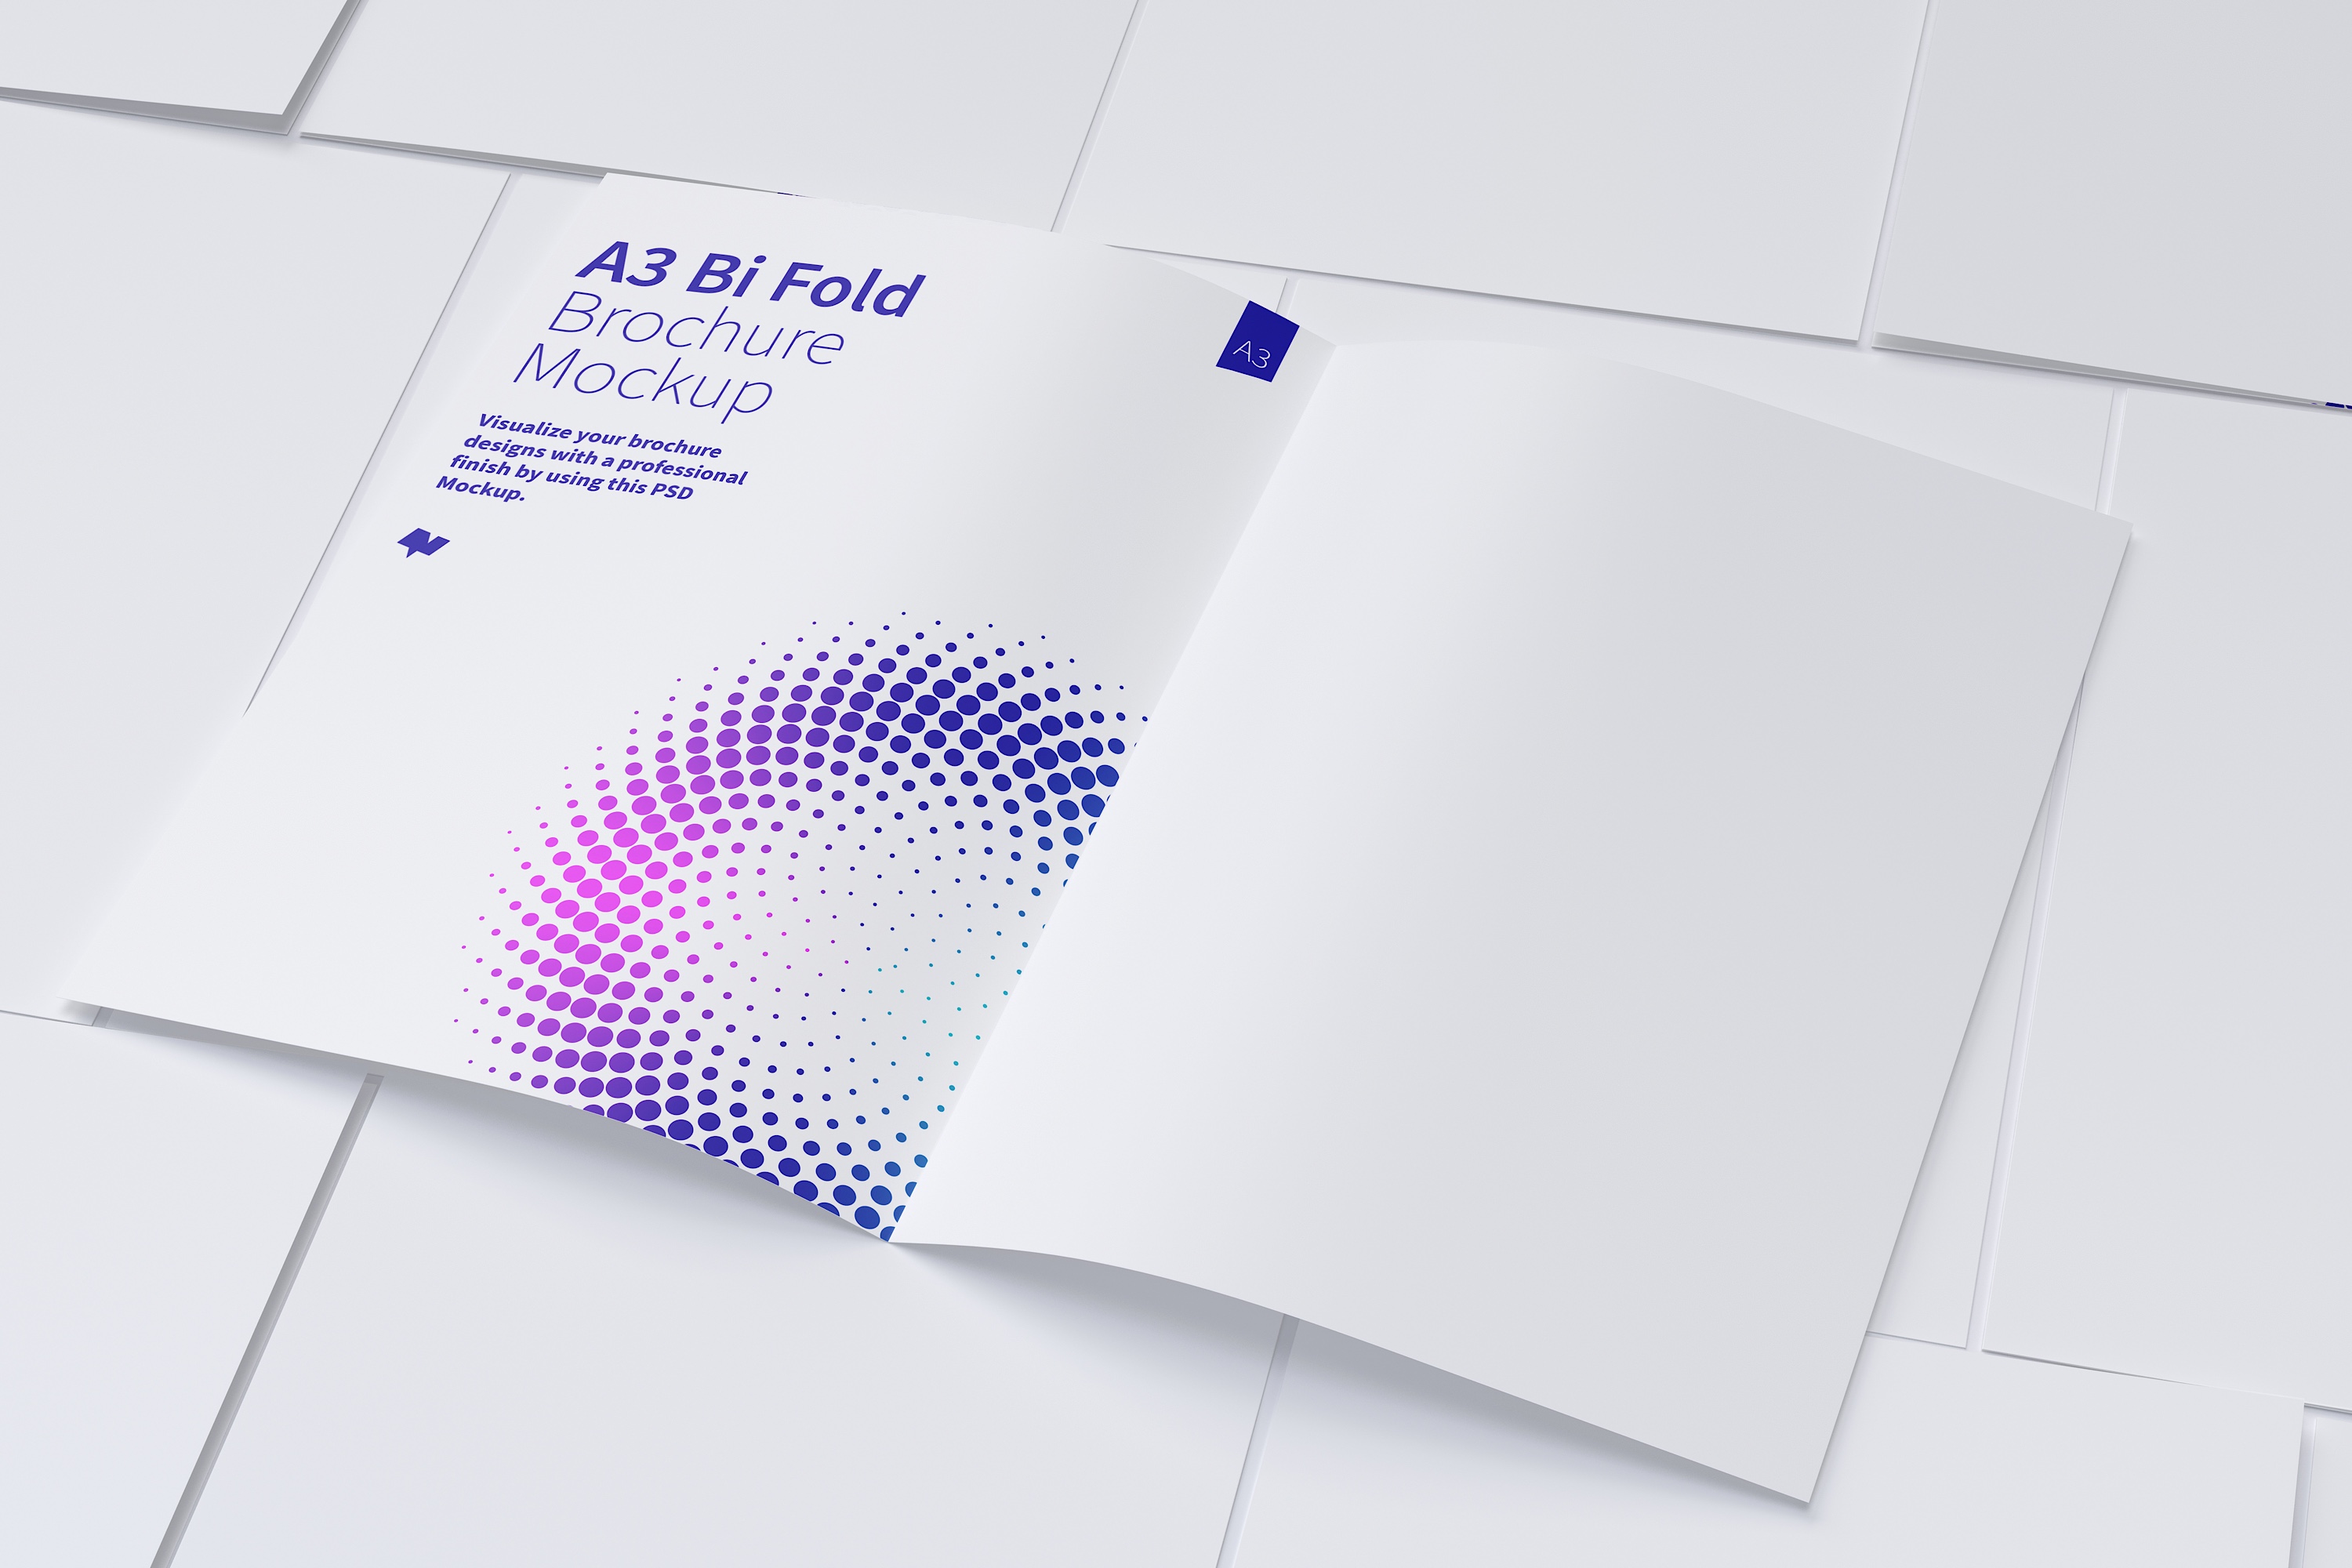 A3 Bi Fold
Brochure
Mockup
Visualize your brochure
designs with a professional
finish by using this PSD
Mockup.
A3